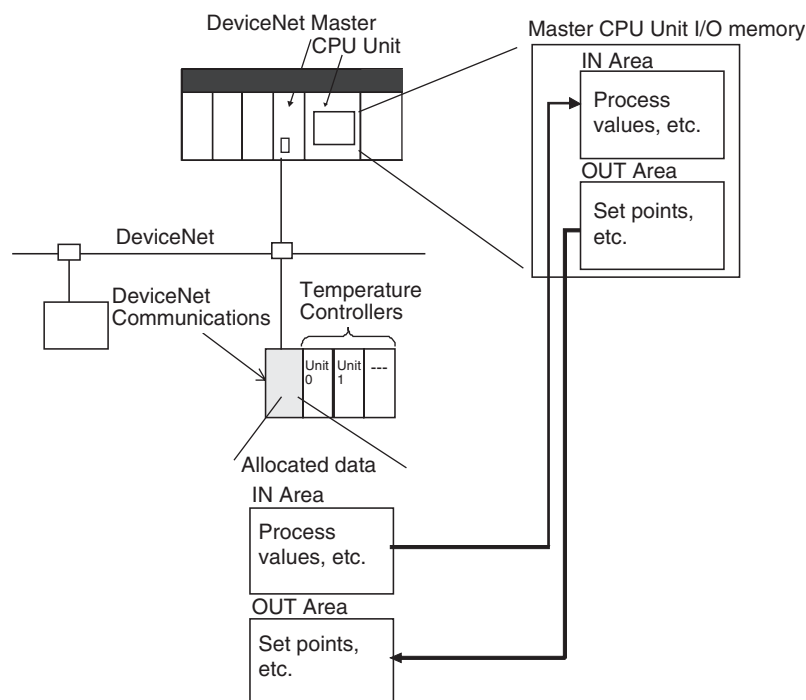 DeviceNet Master
CPU Unit
Master CPU Unit I/O memory
IN Area
Process
values, etc.
OUT Area
Set points,
etc.
DeviceNet
DeviceNet
Communications
Temperature
Controllers
Unit
0
Unit
1
---
Allocated data
IN Area
Process
values, etc.
OUT Area
Set points,
etc.